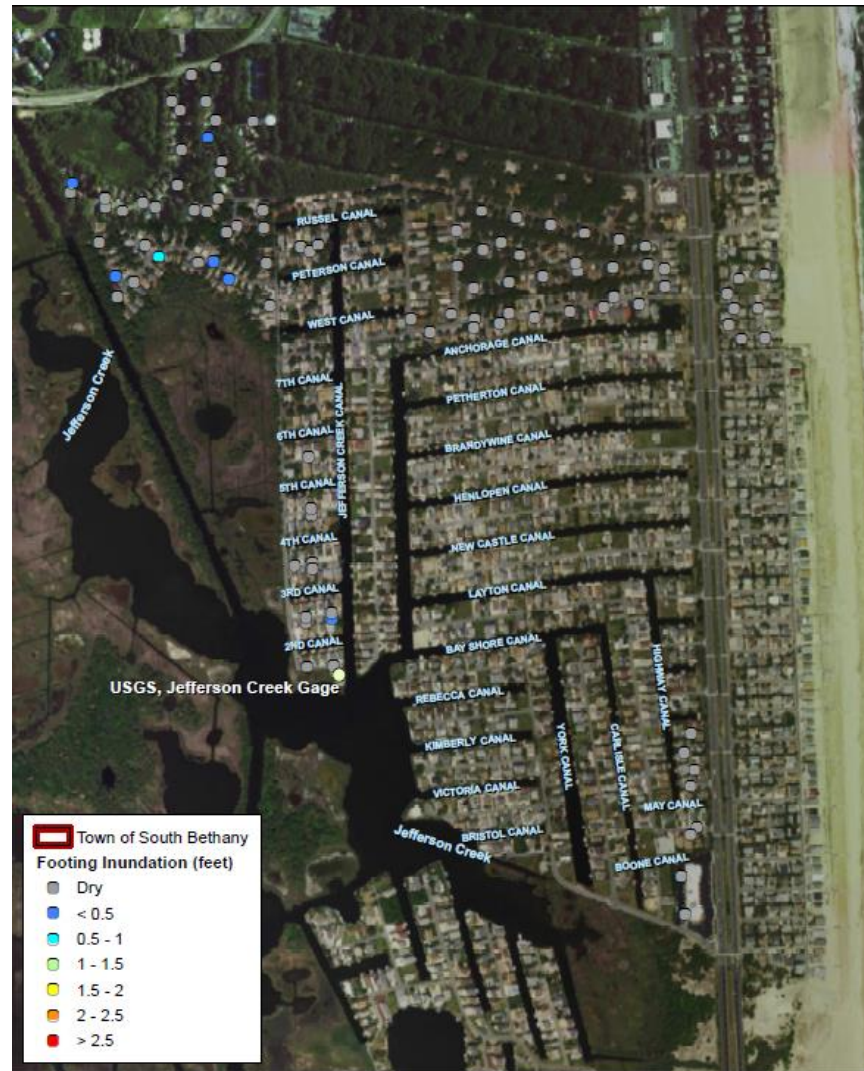 RUSSEL CANAL
PETERSON CANAL
WEST CANAL
ANCHORAGE CANAL
7TH CANAL
PETHERTON CANAL
6TH CANAL
BRANDYWINE CANAL
5TH CANAL
HENLOPEN CANAL
4TH CANAL
NEW CASTLE CANAL
3RD CANAL
LAYTON CANAL
2ND CANAL
BAY SHORE CANAL
JEFFERSON CREEK CANAL
Jefferson Creek
USGS, Jefferson Creek Gage
REBECCA CANAL
KIMBERLY CANAL
VICTORIA CANAL
BRISTOL CANAL
YORK CANAL
CARLISLE CANAL
HIGHWAY CANAL
MAY CANAL
BOONE CANAL
Jefferson Creek
Town of South Bethany
Footing Inundation (feet)
Dry
< 0.5
0.5 - 1
1 - 1.5
1.5 - 2
2 - 2.5
> 2.5